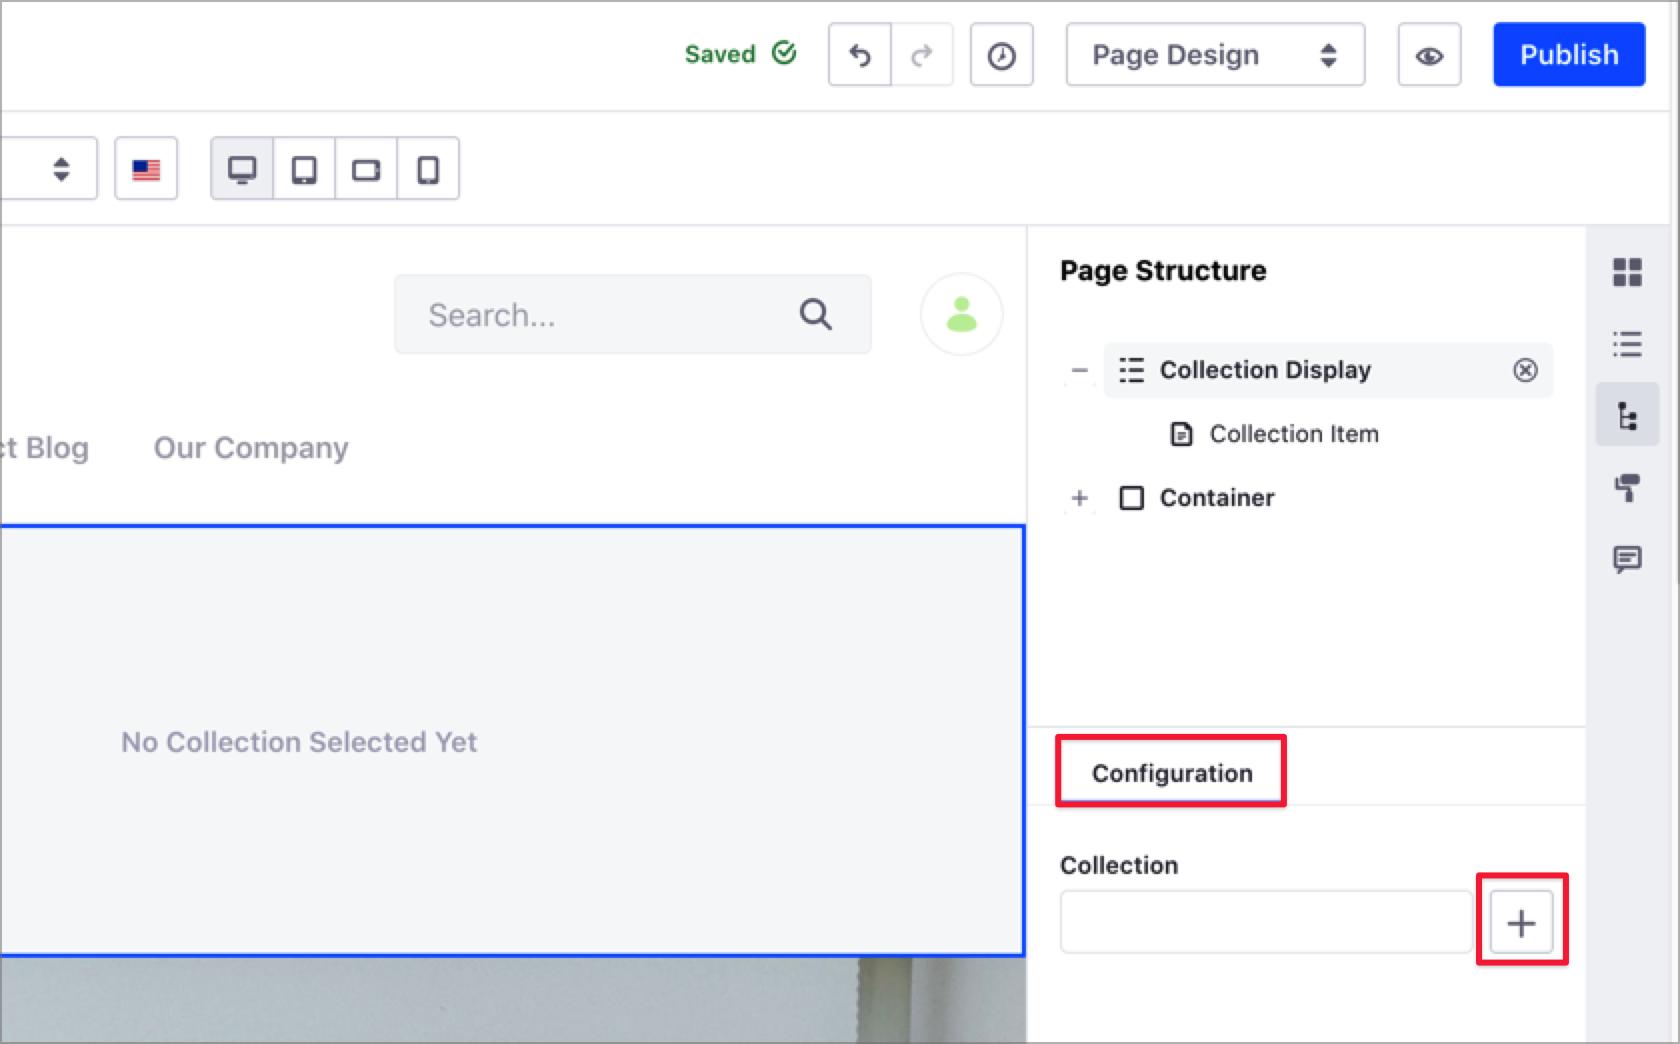 Saved
Page Design
Publish
Search...
ct Blog
Our Company
No Collection Selected Yet
Page Structure
Collection Display
Collection Item
Container
Configuration
Collection